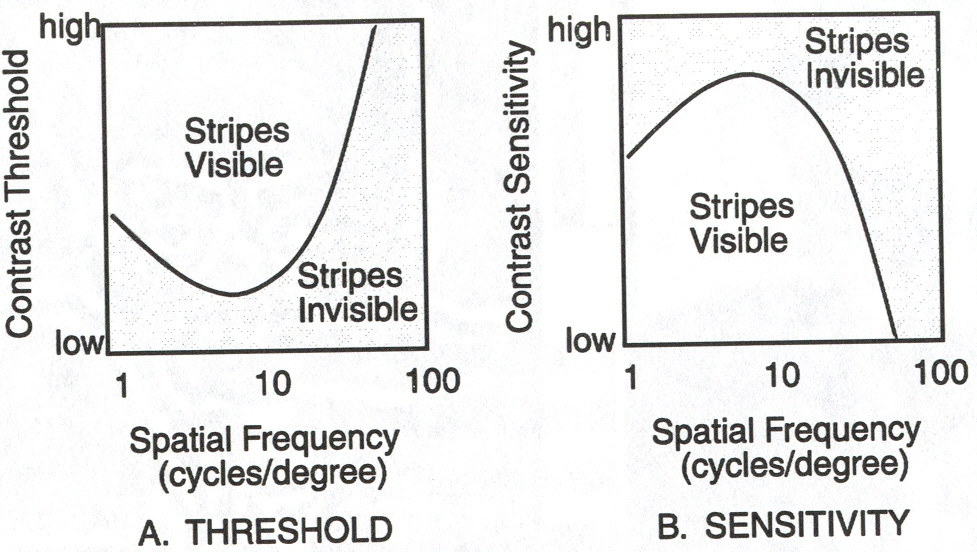 high
Contrast Threshold
Stripes
Visible
Stripes
Invisible
low
1 10 100
Spatial Frequency
(cycles/degree)
A. THRESHOLD
high
Contrast Sensitivity
Stripes
Invisible
Stripes
Visible
low
1 10 100
Spatial Frequency
(cycles/degree)
B. SENSITIVITY